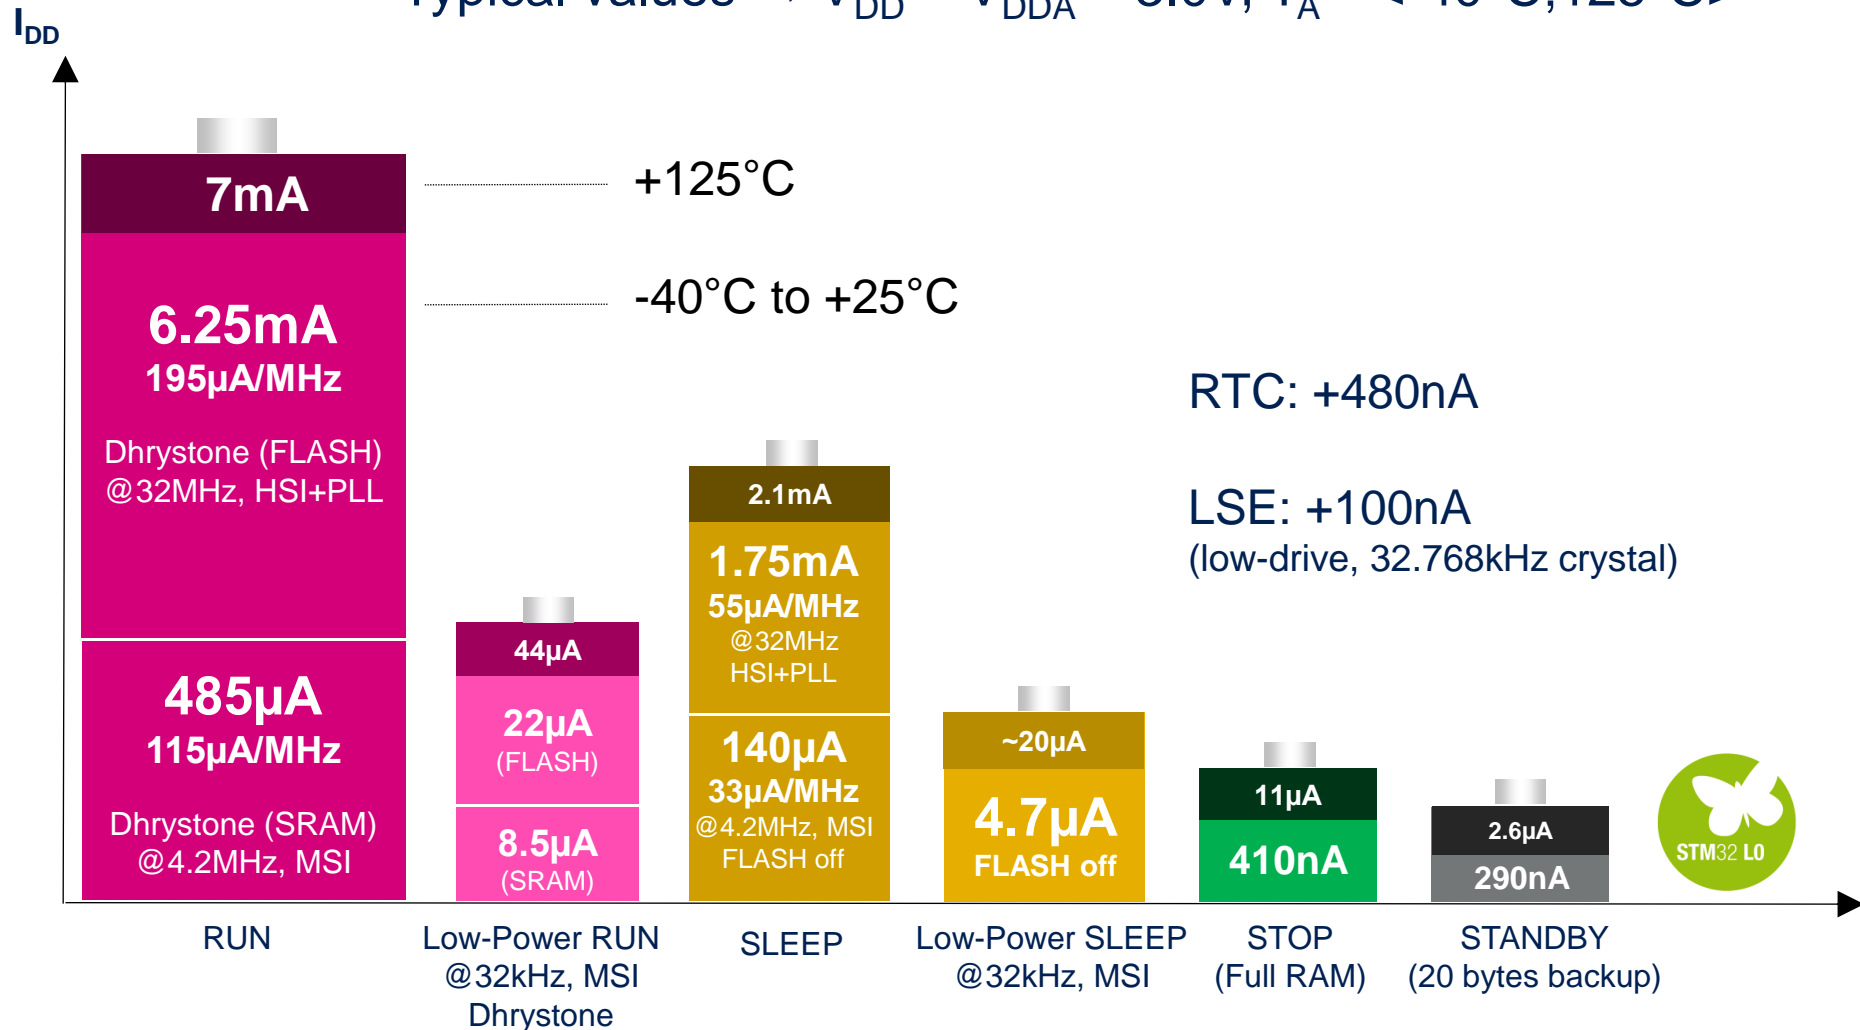 Typical values
I_DD
7mA
+125°C
6.25mA
195µA/MHz
-40°C to +25°C
Dhrystone (FLASH)
@32MHz, HSI+PLL
485µA
115µA/MHz
Dhrystone (SRAM)
@4.2MHz, MSI
44µA
22µA
(FLASH)
8.5µA
(SRAM)
2.1mA
1.75mA
55µA/MHz
@32MHz
HSI+PLL
140µA
33µA/MHz
@4.2MHz, MSI
FLASH off
RTC: +480nA
LSE: +100nA
(low-drive, 32.768kHz crystal)
~20µA
4.7µA
FLASH off
11µA
410nA
2.6µA
290nA
STM32 L0
RUN
Low-Power RUN
@32kHz, MSI
Dhrystone
SLEEP
Low-Power SLEEP
@32kHz, MSI
STOP
(Full RAM)
STANDBY
(20 bytes backup)